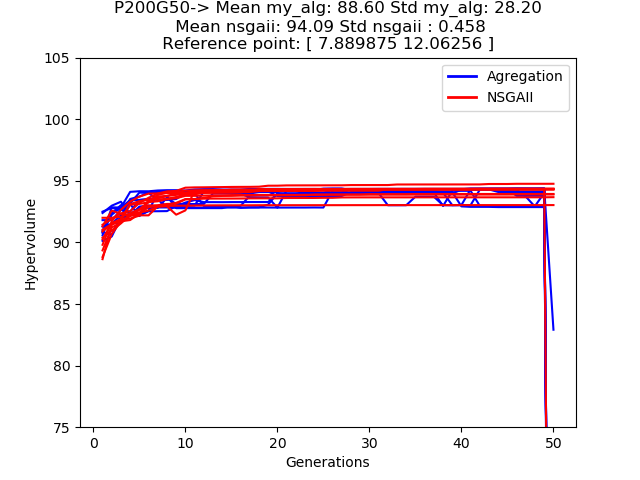 P200G50-> Mean my_alg: 88.60 Std my_alg: 28.20
Mean nsgaii: 94.09 Std nsgaii : 0.458
Reference point: [ 7.889875 12.06256 ]
105
100
95
90
85
80
75
Hypervolume
Agregation
NSGAII
0 10 20 30 40 50
Generations